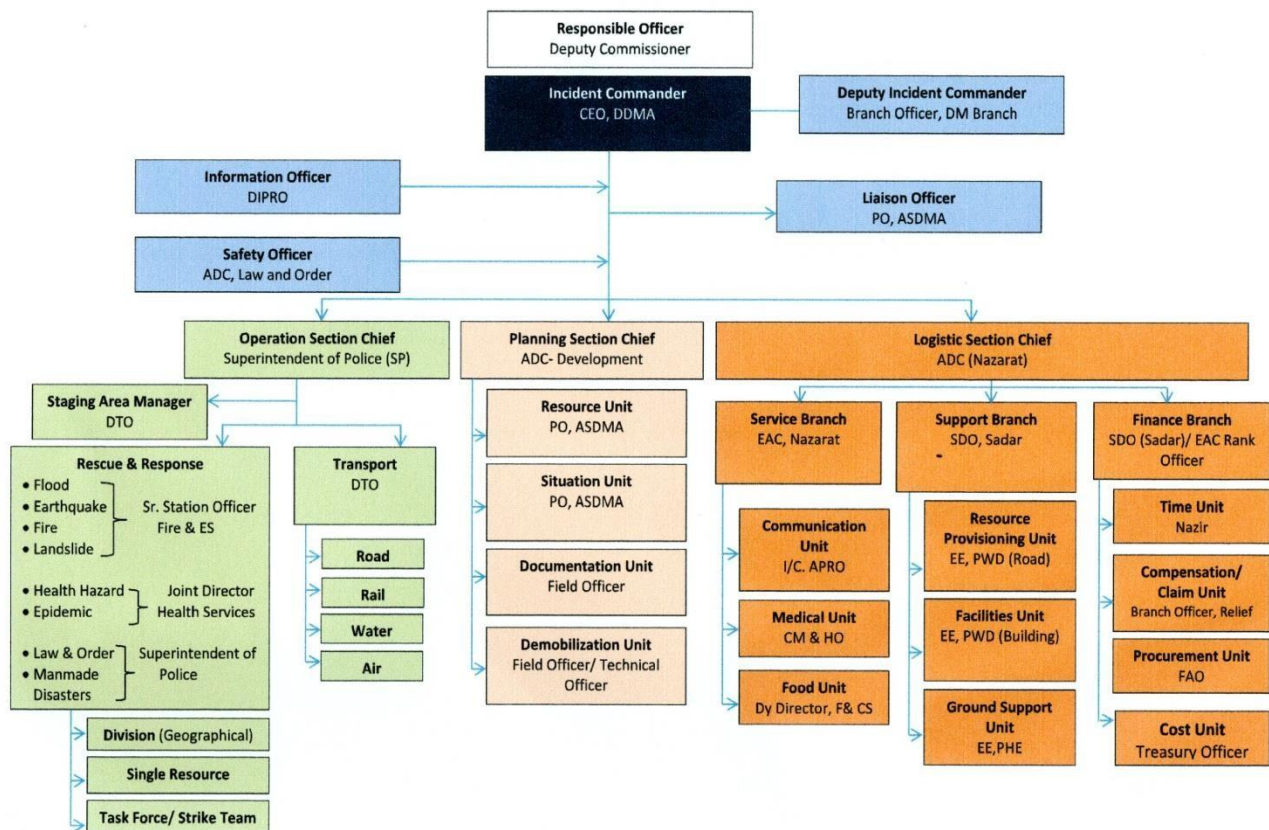 Responsible Officer
Deputy Commissioner
Incident Commander
CEO, DDMA
Deputy Incident Commander
Branch Officer, DM Branch
Information Officer
DIPRO
Liaison Officer
PO, ASDMA
Safety Officer
ADC, Law and Order
Operation Section Chief
Superintendent of Police (SP)
Planning Section Chief
ADC- Development
Logistic Section Chief
ADC (Nazarat)
Staging Area Manager
DTO
Rescue & Response
• Flood
• Earthquake
• Fire
• Landslide
Sr. Station Officer
Fire & ES
• Health Hazard
• Epidemic
Joint Director
Health Services
• Law & Order
• Manmade
Disasters
Superintendent of
Police
Division (Geographical)
Single Resource
Task Force/ Strike Team
Transport
DTO
Road
Rail
Water
Air
Resource Unit
PO, ASDMA
Situation Unit
PO, ASDMA
Documentation Unit
Field Officer
Demobilization Unit
Field Officer/ Technical
Officer
Service Branch
EAC, Nazarat
Communication
Unit
I/C. APRO
Medical Unit
CM & HO
Food Unit
Dy Director, F& CS
Support Branch
SDO, Sadar
Resource
Provisioning Unit
EE, PWD (Road)
Facilities Unit
EE, PWD (Building)
Ground Support
Unit
EE,PHE
Finance Branch
SDO (Sadar)/ EAC Rank
Officer
Time Unit
Nazir
Compensation/
Claim Unit
Branch Officer, Relief
Procurement Unit
FAO
Cost Unit
Treasury Officer